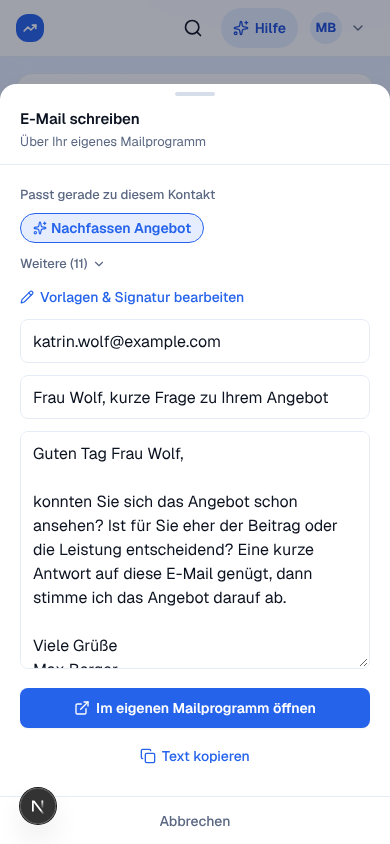 Hilfe
MB
E-Mail schreiben
Über Ihr eigenes Mailprogramm
Passt gerade zu diesem Kontakt
Nachfassen Angebot
Weitere (11)
Vorlagen & Signatur bearbeiten
katrin.wolf@example.com
Frau Wolf, kurze Frage zu Ihrem Angebot
Guten Tag Frau Wolf,
konnten Sie sich das Angebot schon
ansehen? Ist für Sie eher der Beitrag oder
die Leistung entscheidend? Eine kurze
Antwort auf diese E-Mail genügt, dann
stimme ich das Angebot darauf ab.
Viele Grüße
Max Berger
Im eigenen Mailprogramm öffnen
Text kopieren
N
Abbrechen